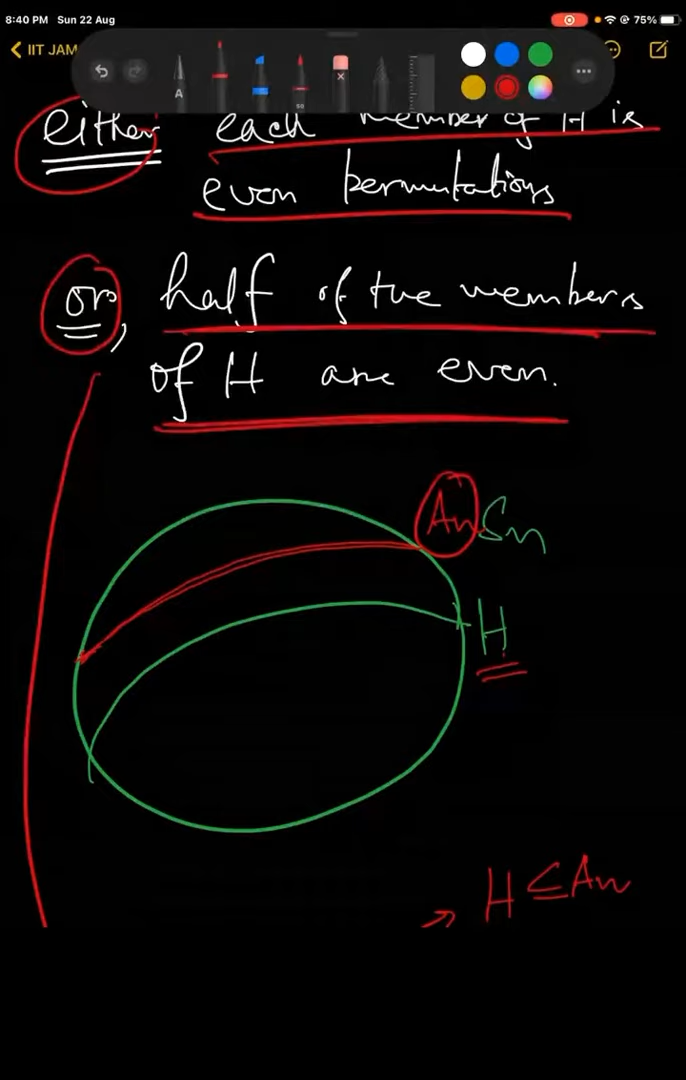 8:40 PM Sun 22 Aug
75%
IIT JAM
A
50
either each member of H is
even permutations
or, half of the members
of H are even.
An Sn
H
H ≤ An